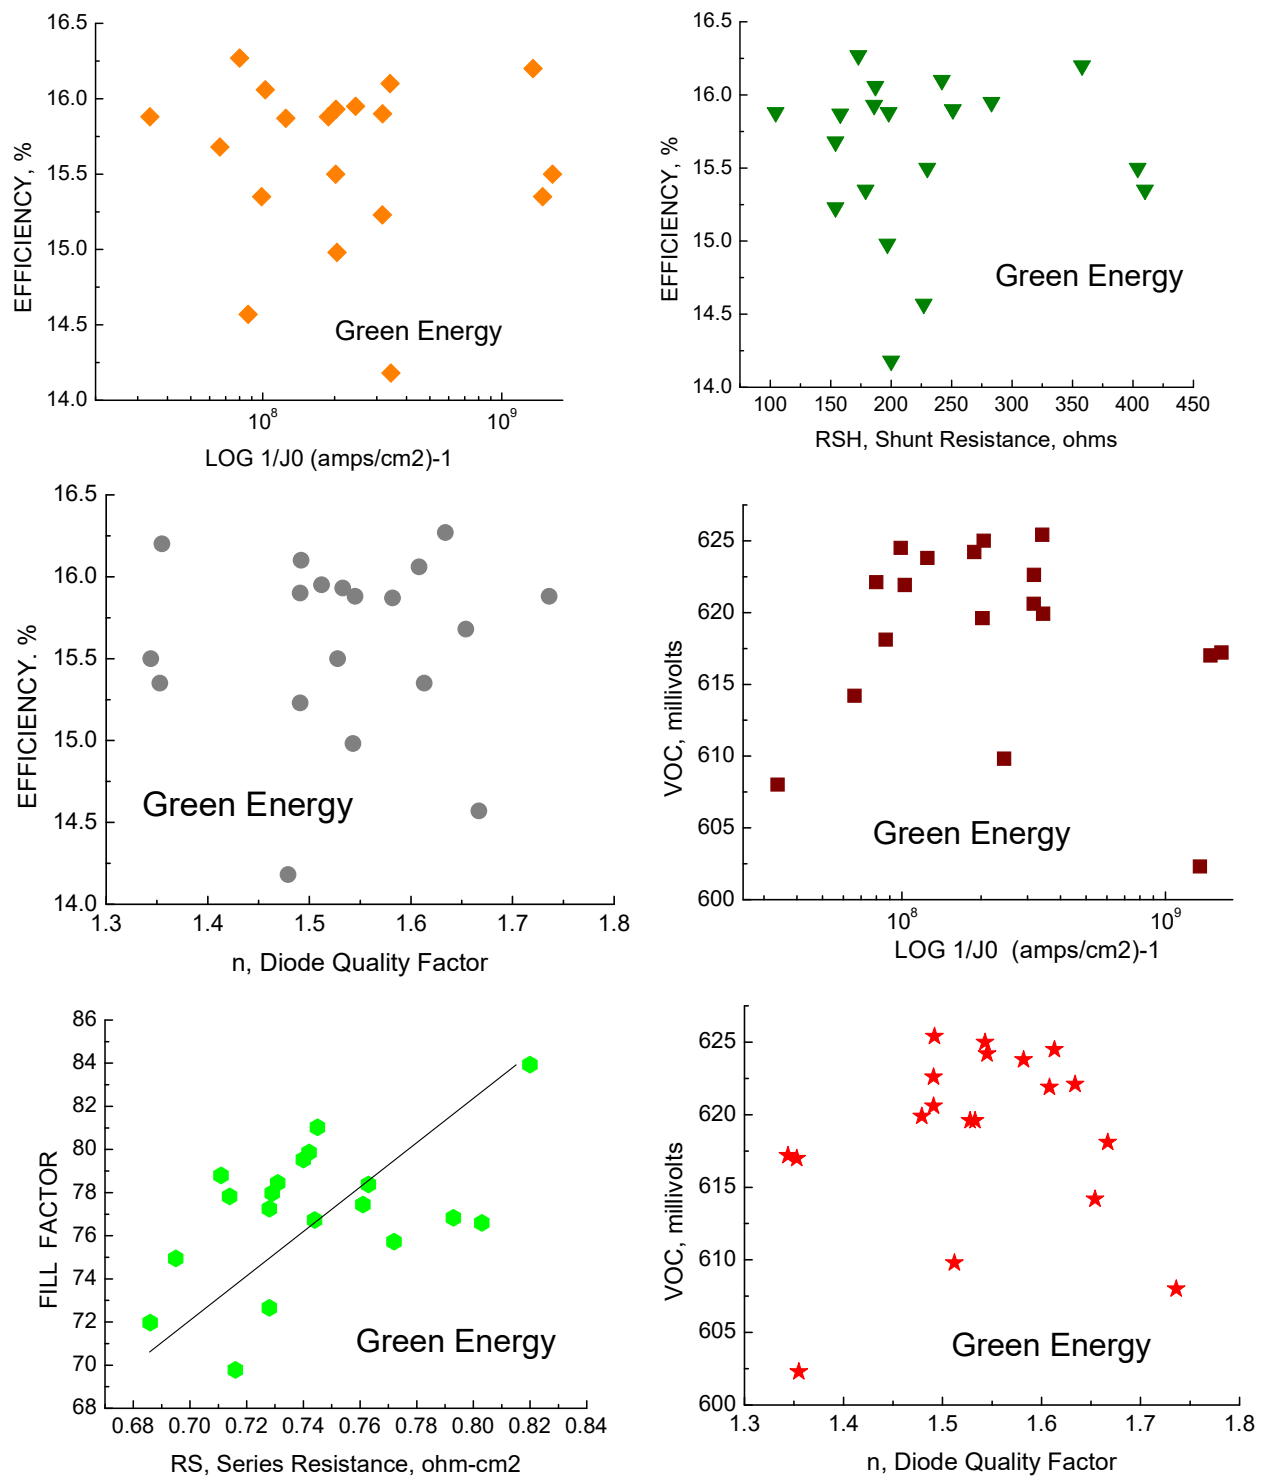 16.5
16.0
15.5
15.0
14.5
14.0
EFFICIENCY, %
Green Energy
10^8
10^9
LOG 1/J0 (amps/cm2)-1
16.5
16.0
15.5
15.0
14.5
14.0
EFFICIENCY, %
Green Energy
100 150 200 250 300 350 400 450
RSH, Shunt Resistance, ohms
16.5
16.0
15.5
15.0
14.5
14.0
EFFICIENCY. %
Green Energy
1.3 1.4 1.5 1.6 1.7 1.8
n, Diode Quality Factor
625
620
615
610
605
600
VOC, millivolts
Green Energy
10^8
10^9
LOG 1/J0 (amps/cm2)-1
86
84
82
80
78
76
74
72
70
68
FILL FACTOR
Green Energy
0.68 0.70 0.72 0.74 0.76 0.78 0.80 0.82 0.84
RS, Series Resistance, ohm-cm2
625
620
615
610
605
600
VOC, millivolts
Green Energy
1.3 1.4 1.5 1.6 1.7 1.8
n, Diode Quality Factor